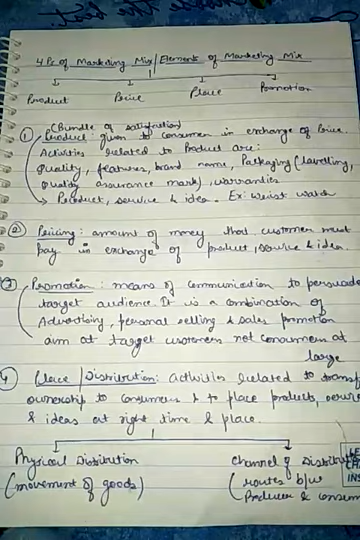 4 Ps of Marketing Mix / Elements of Marketing Mix
Product Price Place Promotion
(Bundle of satisfaction)
① Product : given to consumer in exchange of Price.
Activities related to Product are:
quality, features, brand name, Packaging (labelling,
quality assurance mark), warranties
→ Product, service & idea. Ex: wrist watch
② Pricing : amount of money that customer must
pay in exchange of product, service & idea.
③ Promotion : means of communication to persuade
target audience. It is a combination of
Advertising, personal selling & sales promotion
aim at target customers not consumers at
large
④ Place / Distribution : activities related to transf
ownership to consumers & to place products, service
& ideas at right time & place.
Physical Distribution
(movement of goods)
Channel of Distribut
(routes b/w
Producer & consum